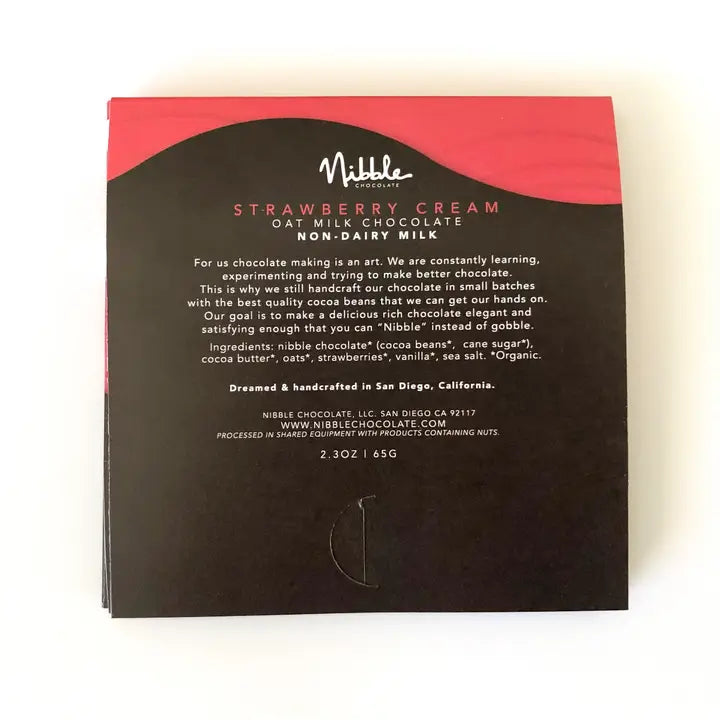 Nibble
CHOCOLATE
STRAWBERRY CREAM
OAT MILK CHOCOLATE
NON-DAIRY MILK
For us chocolate making is an art. We are constantly learning,
experimenting and trying to make better chocolate.
This is why we still handcraft our chocolate in small batches
with the best quality cocoa beans that we can get our hands on.
Our goal is to make a delicious rich chocolate elegant and
satisfying enough that you can "Nibble" instead of gobble.
Ingredients: nibble chocolate* (cocoa beans*, cane sugar*),
cocoa butter*, oats*, strawberries*, vanilla*, sea salt. *Organic.
Dreamed & handcrafted in San Diego, California.
NIBBLE CHOCOLATE, LLC. SAN DIEGO CA 92117
WWW.NIBBLECHOCOLATE.COM
PROCESSED IN SHARED EQUIPMENT WITH PRODUCTS CONTAINING NUTS.
2.3OZ | 65G